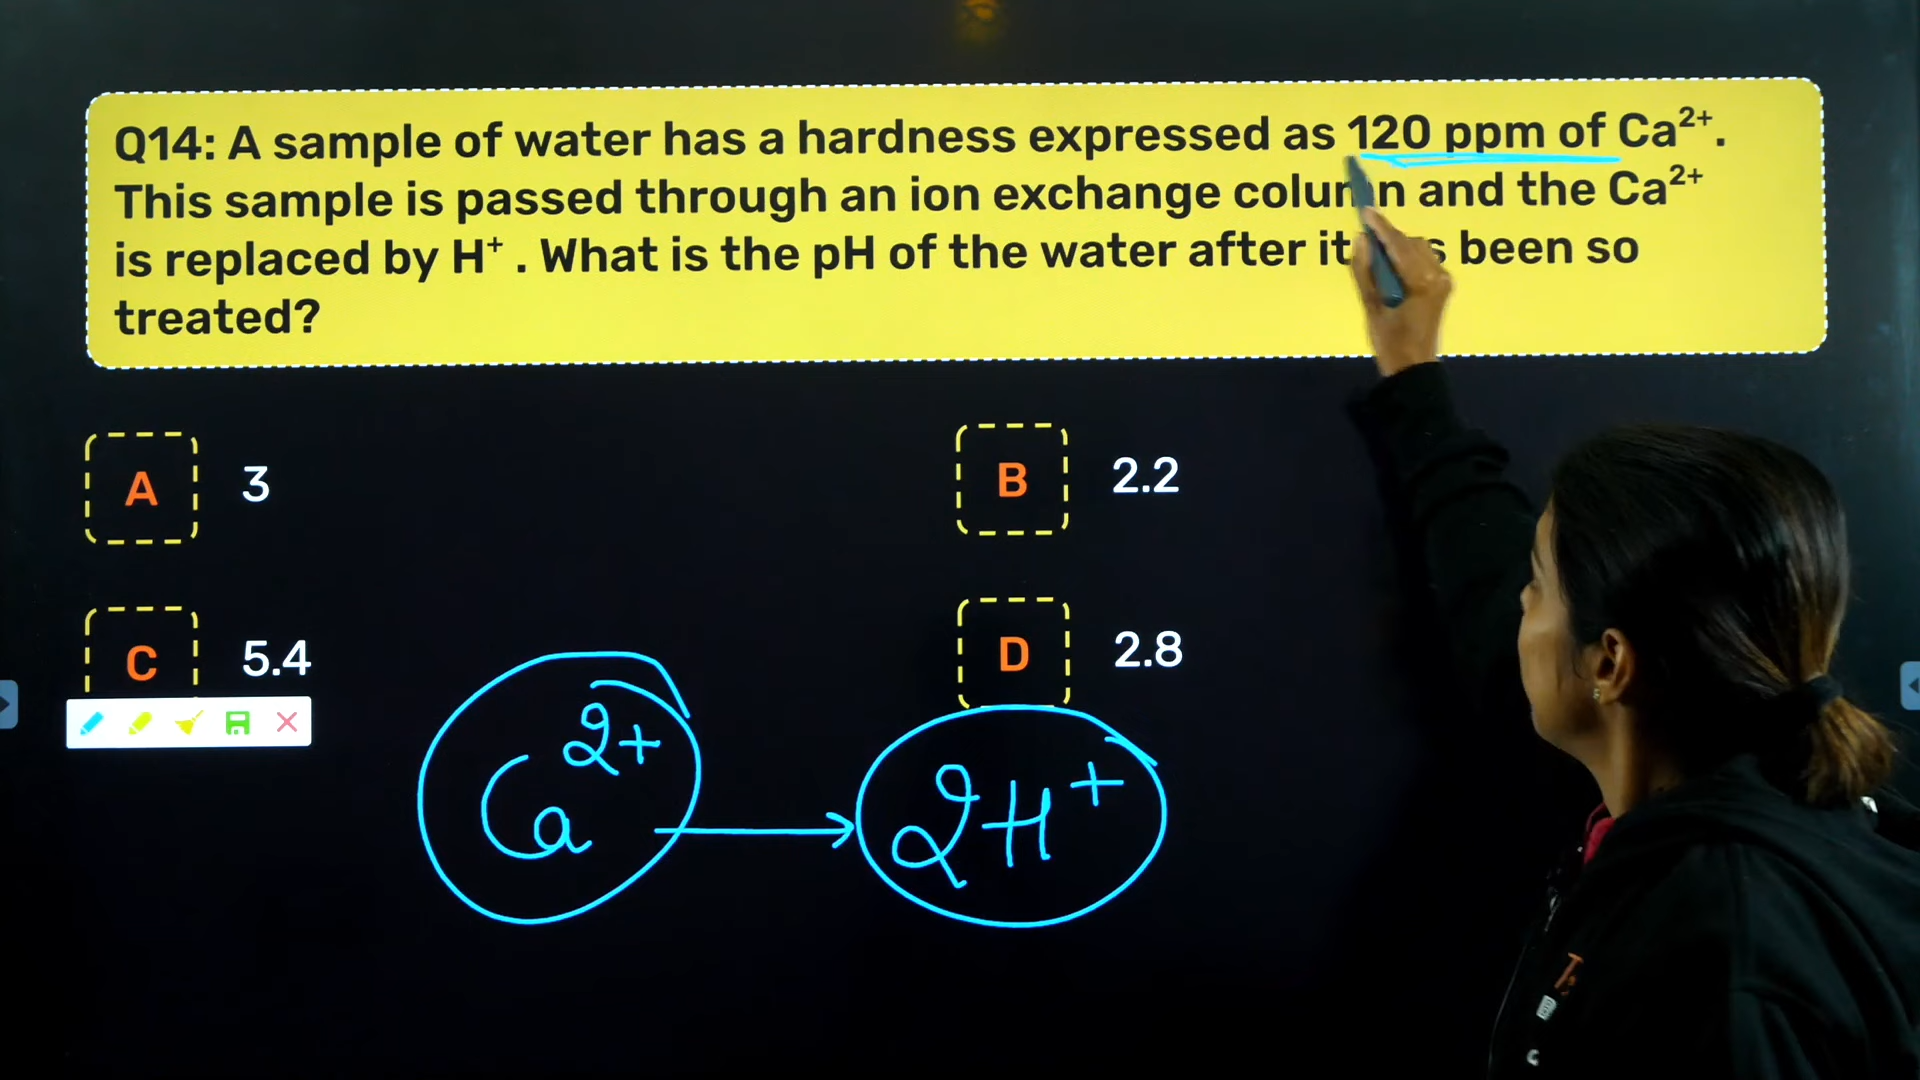 Q14: A sample of water has a hardness expressed as 120 ppm of Ca²⁺.
This sample is passed through an ion exchange column and the Ca²⁺
is replaced by H⁺ . What is the pH of the water after it been so
treated?
A 3
B 2.2
C 5.4
D 2.8
Ca²⁺ → 2H⁺